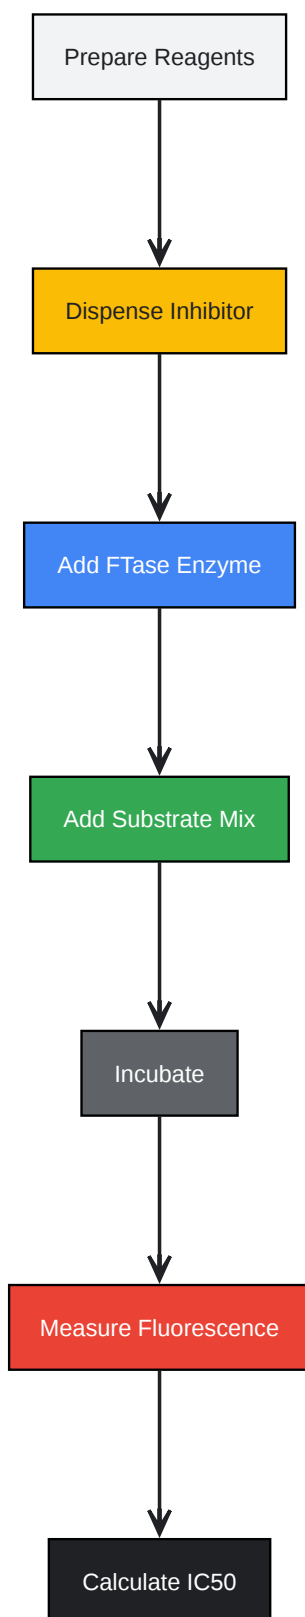 Prepare Reagents
Dispense Inhibitor
Add FTase Enzyme
Add Substrate Mix
Incubate
Measure Fluorescence
Calculate IC50